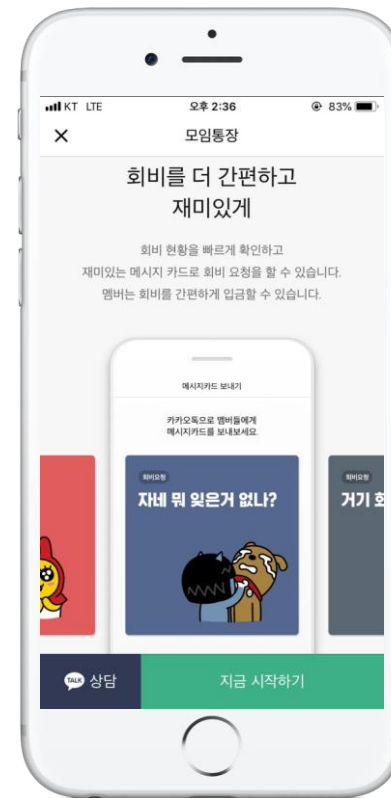 KT LTE 오후 2:36 83%
모임통장
회비를 더 간편하고
재미있게
회비 현황을 빠르게 확인하고
재미있는 메시지 카드로 회비 요청을 할 수 있습니다.
멤버는 회비를 간편하게 입금할 수 있습니다.
메시지카드 보내기
카카오톡으로 멤버들에게
메시지카드를 보내보세요.
회비요청
자네 뭐 잊은거 없나?
회비요청
거기 회
TALK 상담
지금 시작하기